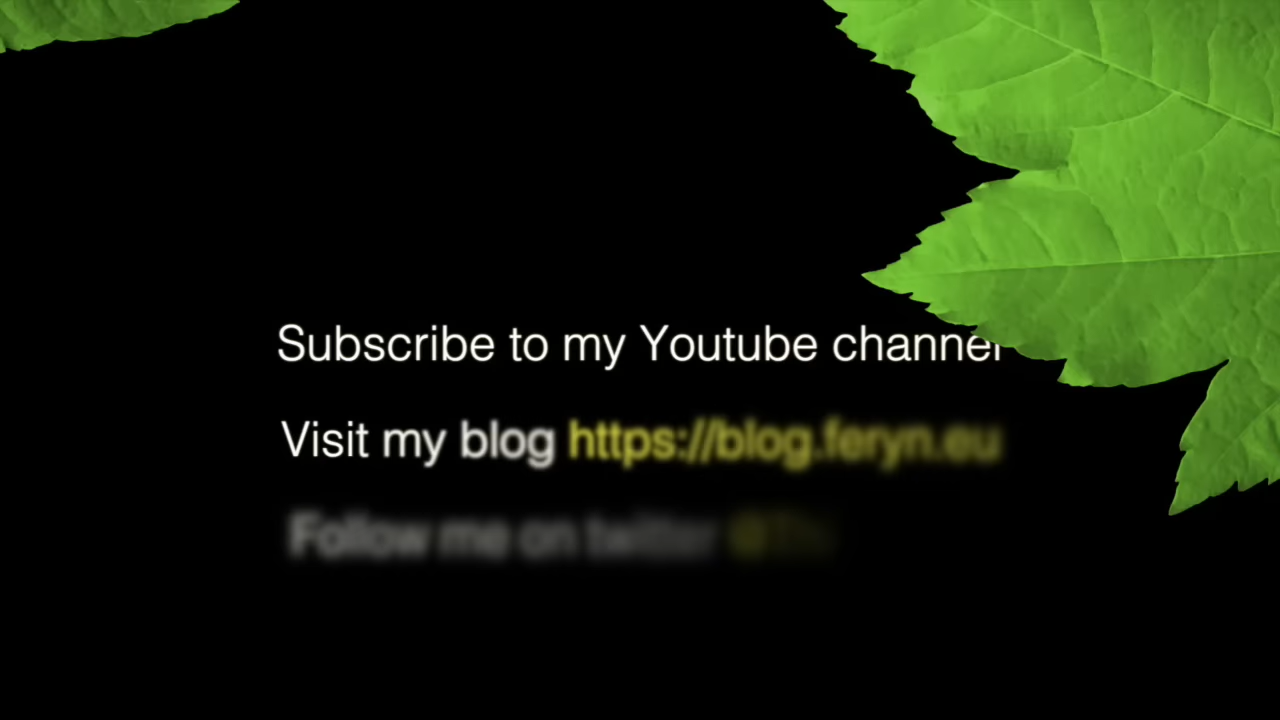 Subscribe to my Youtube channel
Visit my blog https://blog.feryn.eu
Follow me on twitter